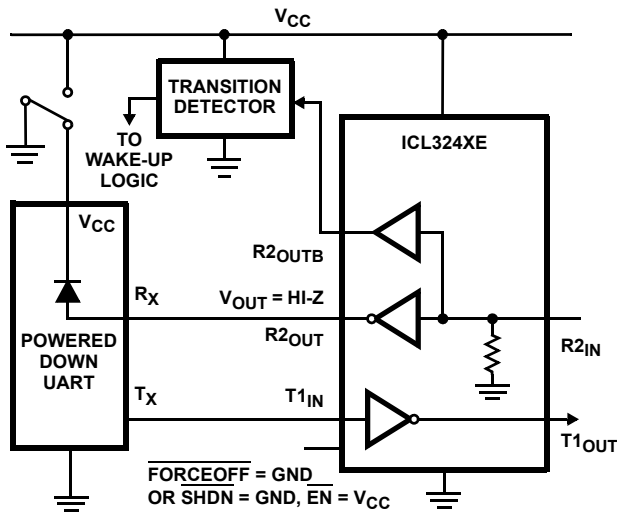 VCC
TRANSITION
DETECTOR
TO
WAKE-UP
LOGIC
ICL324XE
VCC
R2OUTB
RX
VOUT = HI-Z
R2OUT
POWERED
DOWN
UART
R2IN
TX
T1IN
T1OUT
FORCEOFF = GND
OR SHDN = GND, EN = VCC